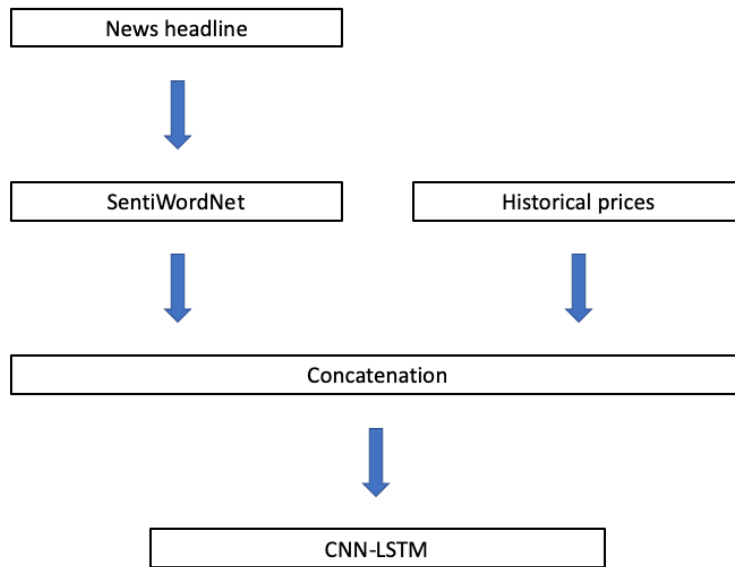 News headline
SentiWordNet
Historical prices
Concatenation
CNN-LSTM